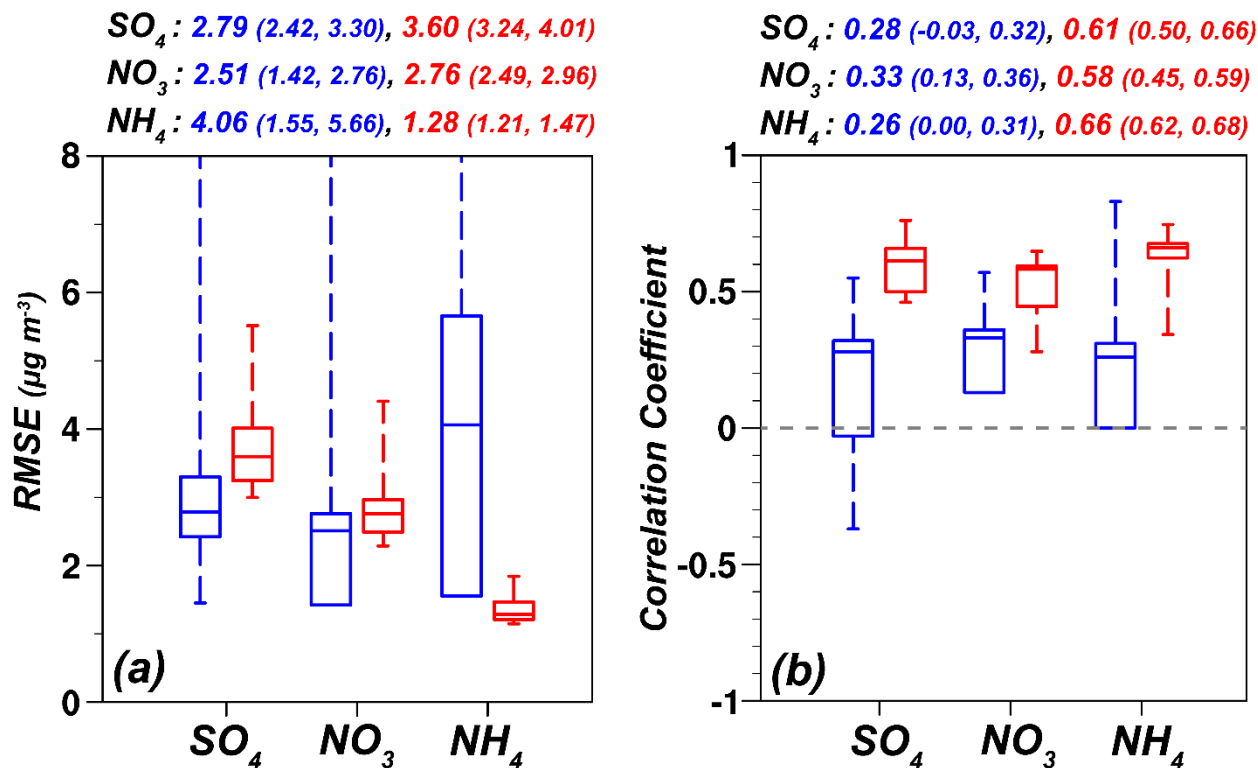 SO₄ : 2.79 (2.42, 3.30), 3.60 (3.24, 4.01)
NO₃ : 2.51 (1.42, 2.76), 2.76 (2.49, 2.96)
NH₄ : 4.06 (1.55, 5.66), 1.28 (1.21, 1.47)
8
6
4
2
0
RMSE (μg m⁻³)
(a)
SO₄ NO₃ NH₄
SO₄ : 0.28 (-0.03, 0.32), 0.61 (0.50, 0.66)
NO₃ : 0.33 (0.13, 0.36), 0.58 (0.45, 0.59)
NH₄ : 0.26 (0.00, 0.31), 0.66 (0.62, 0.68)
1
0.5
0
-0.5
-1
Correlation Coefficient
(b)
SO₄ NO₃ NH₄